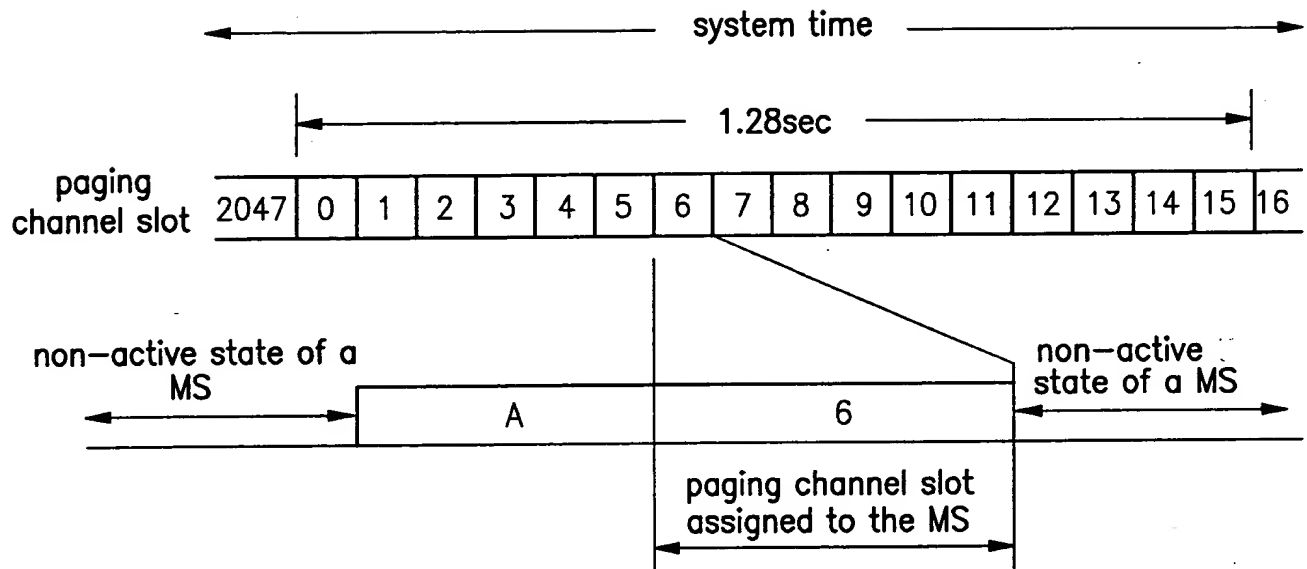 system time
1.28sec
paging
channel slot
2047 0 1 2 3 4 5 6 7 8 9 10 11 12 13 14 15 16
non-active state of a
MS
non-active
state of a MS
A
6
paging channel slot
assigned to the MS